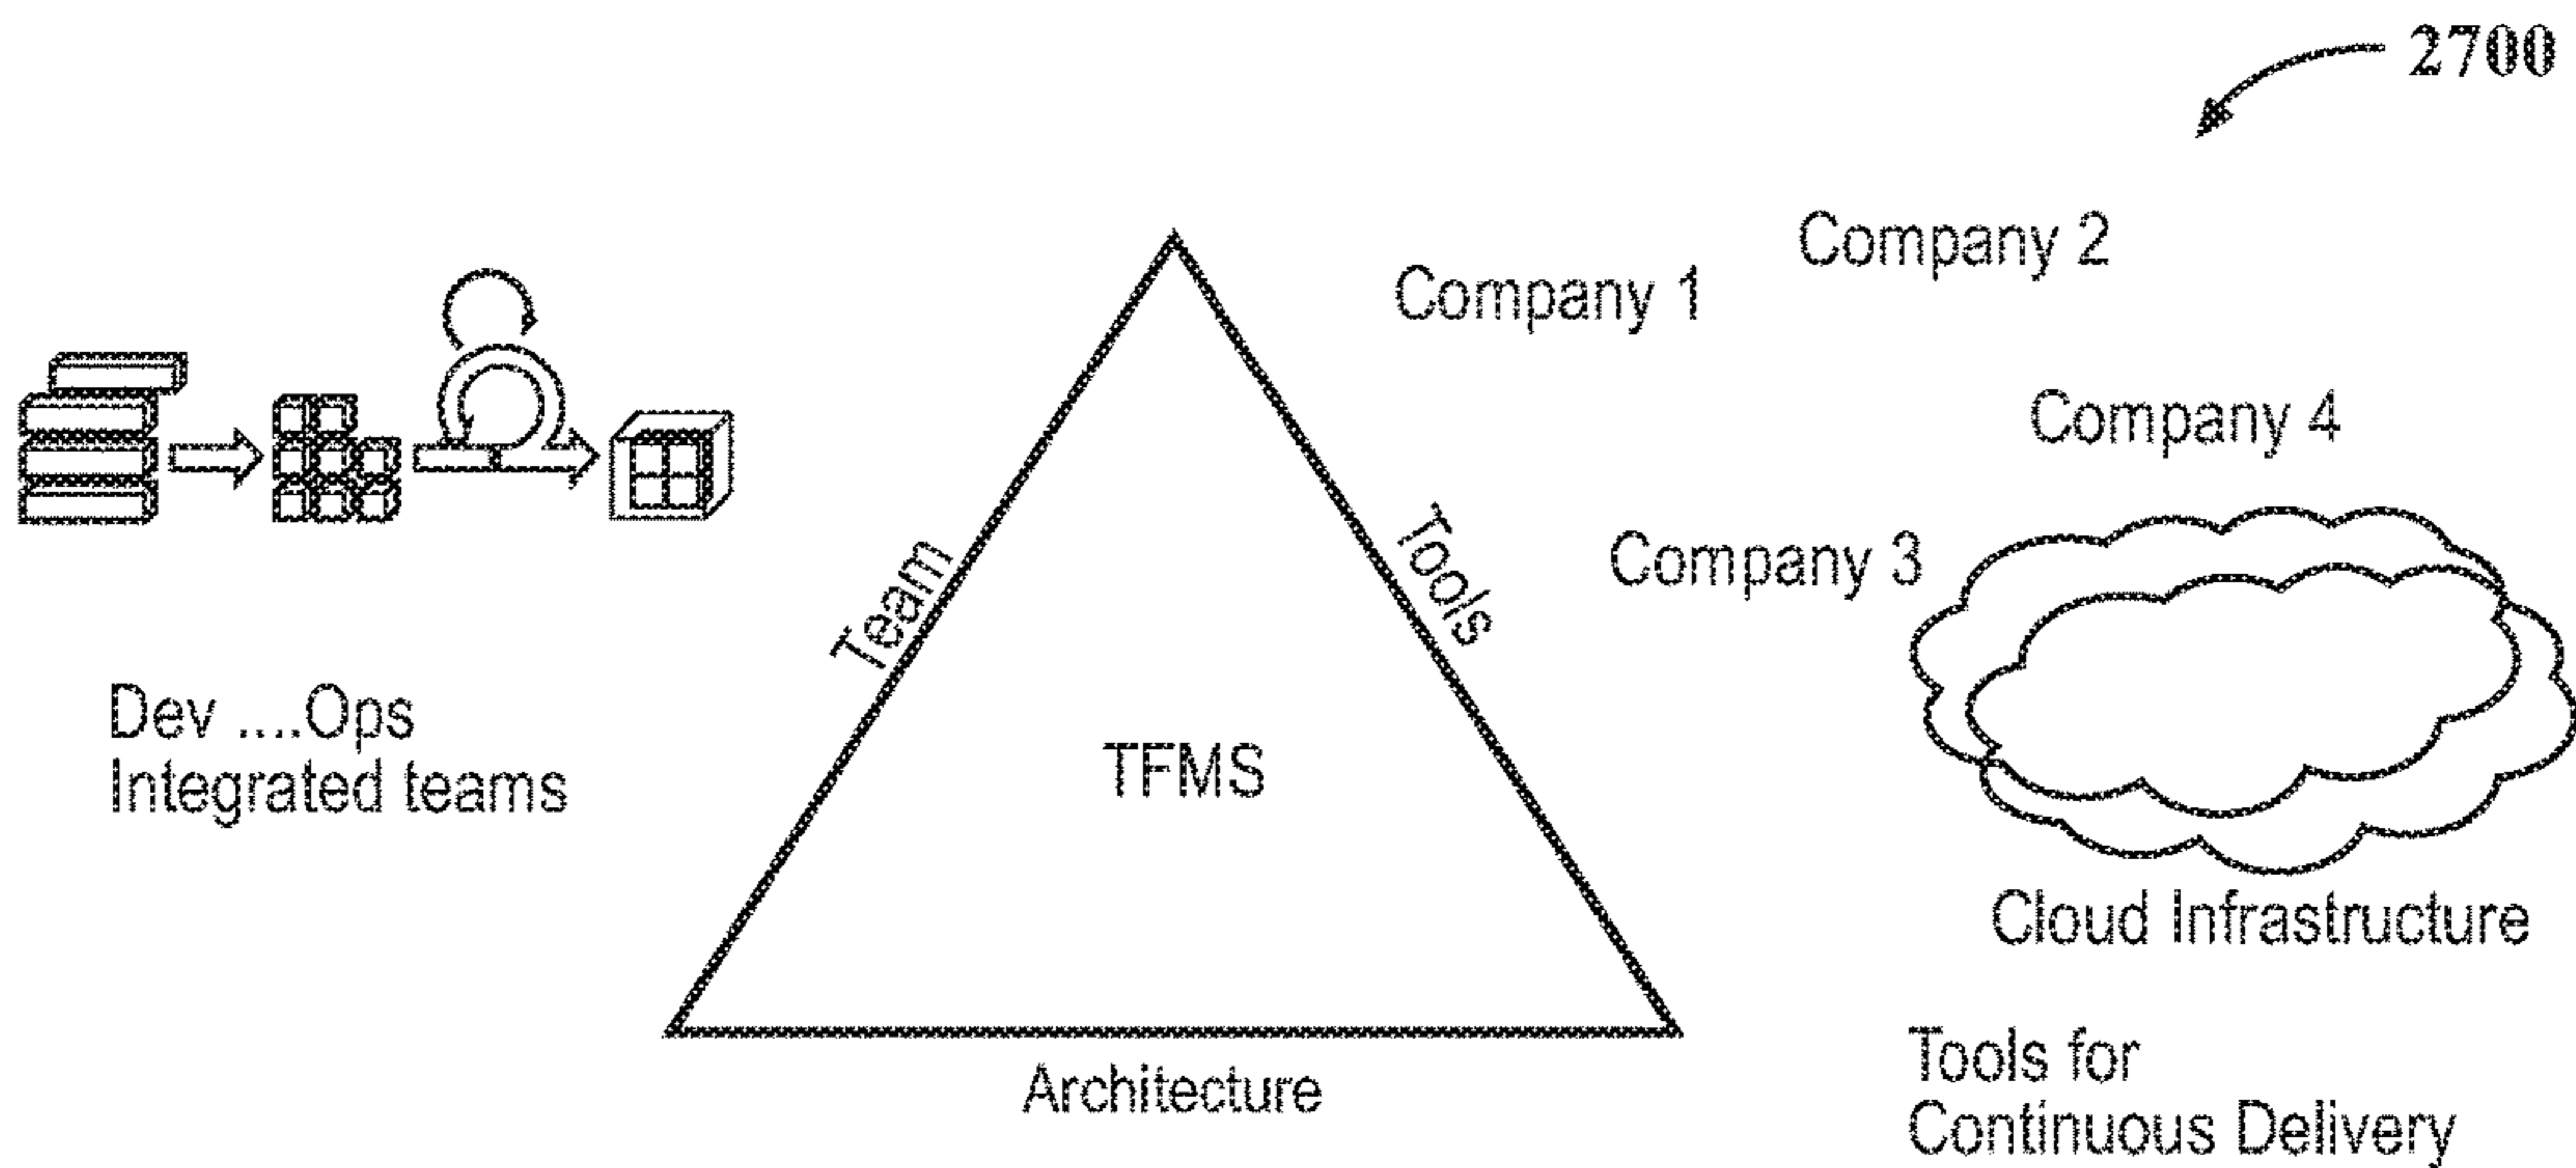 2700
Company 2
Company 1
Company 4
Company 3
Team
Tools
Dev ....Ops
Integrated teams
TFMS
Cloud Infrastructure
Architecture
Tools for
Continuous Delivery